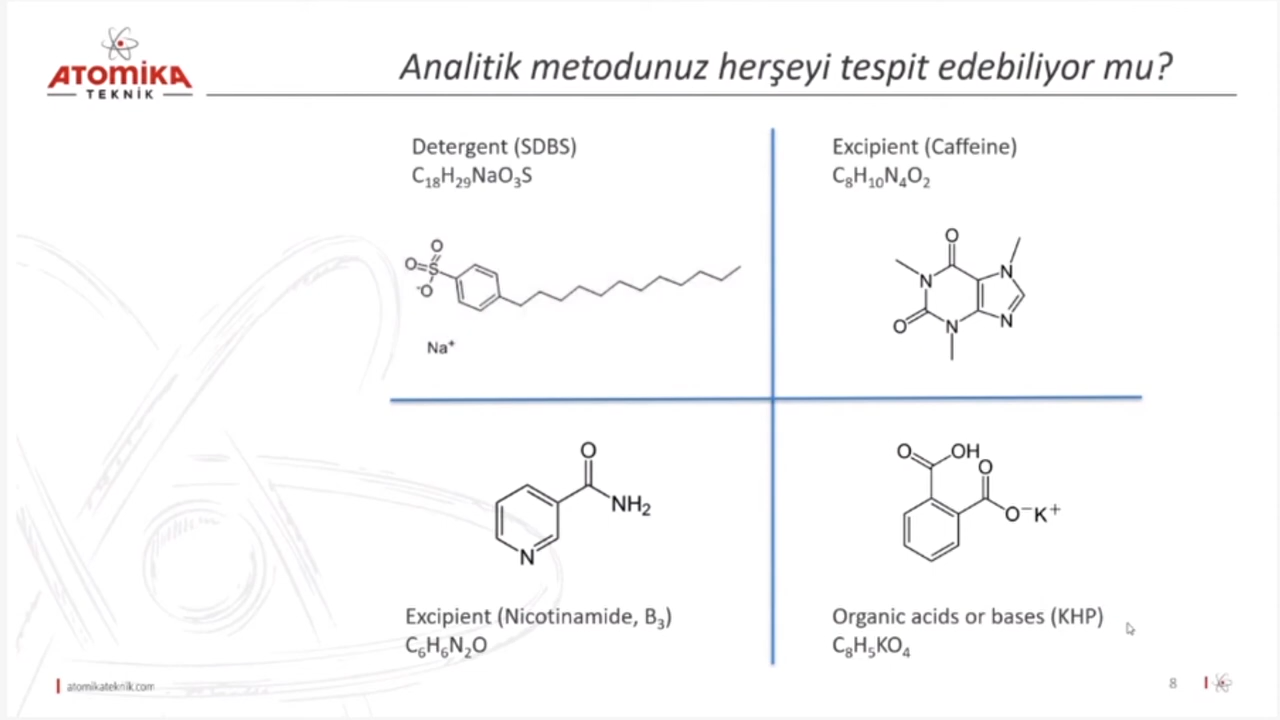 ATOMİKA
TEKNİK
Analitik metodunuz herşeyi tespit edebiliyor mu?
Detergent (SDBS)
C₁₈H₂₉NaO₃S
Excipient (Caffeine)
C₈H₁₀N₄O₂
O
O=S
⁻O
Na⁺
O
N
N
O
N
N
O
NH₂
N
O
OH
O
O⁻K⁺
Excipient (Nicotinamide, B₃)
C₆H₆N₂O
Organic acids or bases (KHP)
C₈H₅KO₄
atomikateknik.com
8